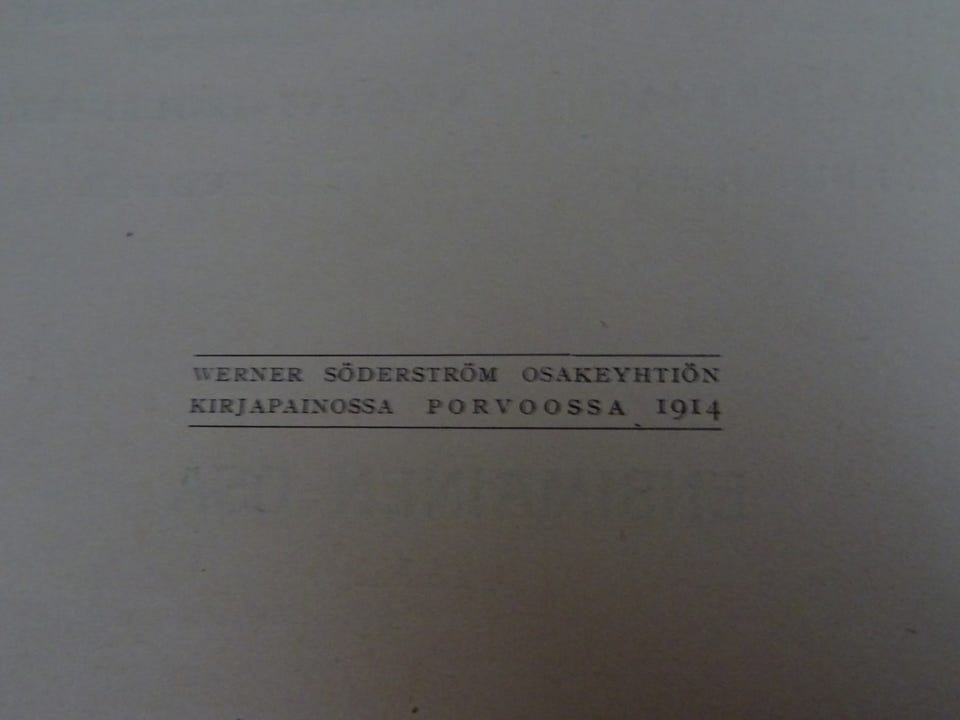 WERNER SÖDERSTRÖM OSAKEYHTIÖN
KIRJAPAINOSSA PORVOOSSA 1914